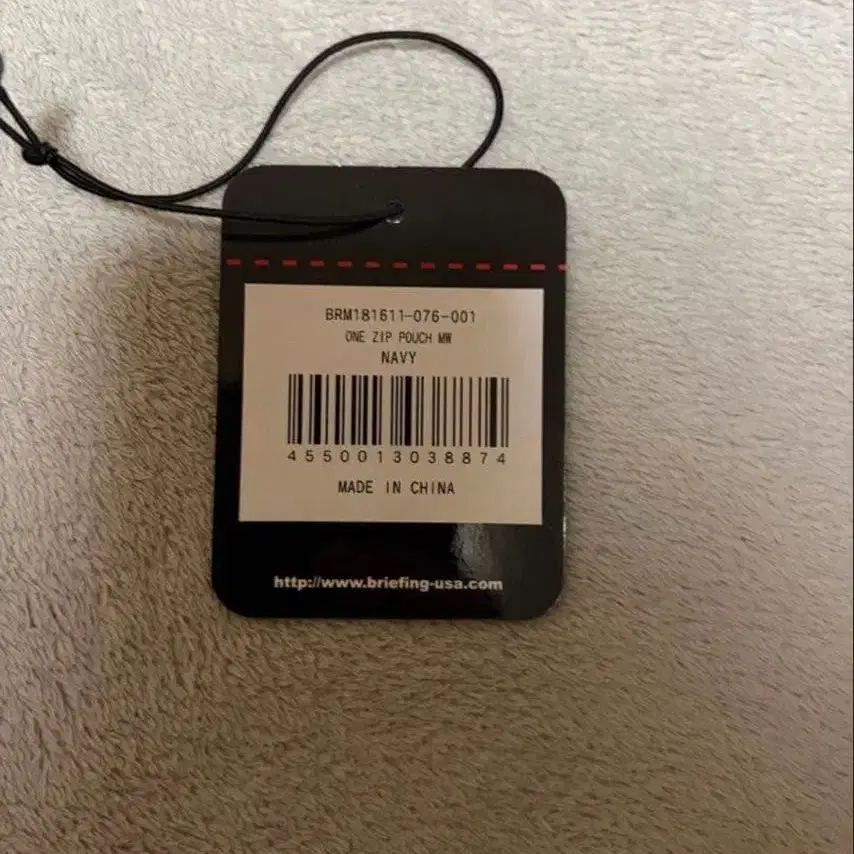 BRM181611-076-001
ONE ZIP POUCH MW
NAVY
4550013038874
MADE IN CHINA
http://www.briefing-usa.com